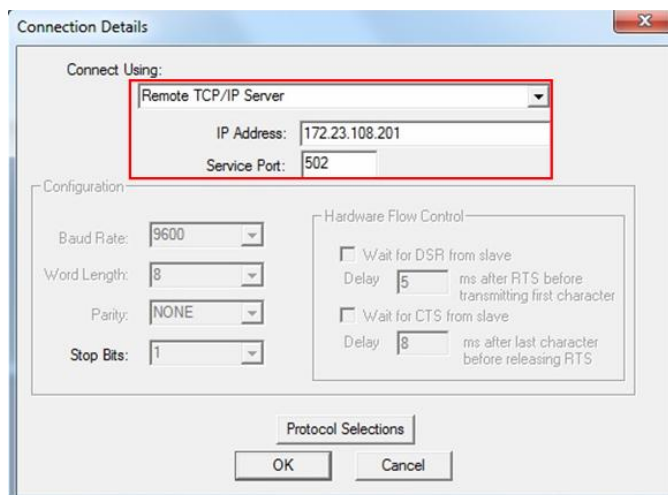 Connection Details
x
Connect Using:
Remote TCP/IP Server
IP Address: 172.23.108.201
Service Port: 502
Configuration
Baud Rate: 9600
Word Length: 8
Parity: NONE
Stop Bits: 1
Hardware Flow Control
Wait for DSR from slave
Delay 5 ms after RTS before
transmitting first character
Wait for CTS from slave
Delay 8 ms after last character
before releasing RTS
Protocol Selections
OK Cancel